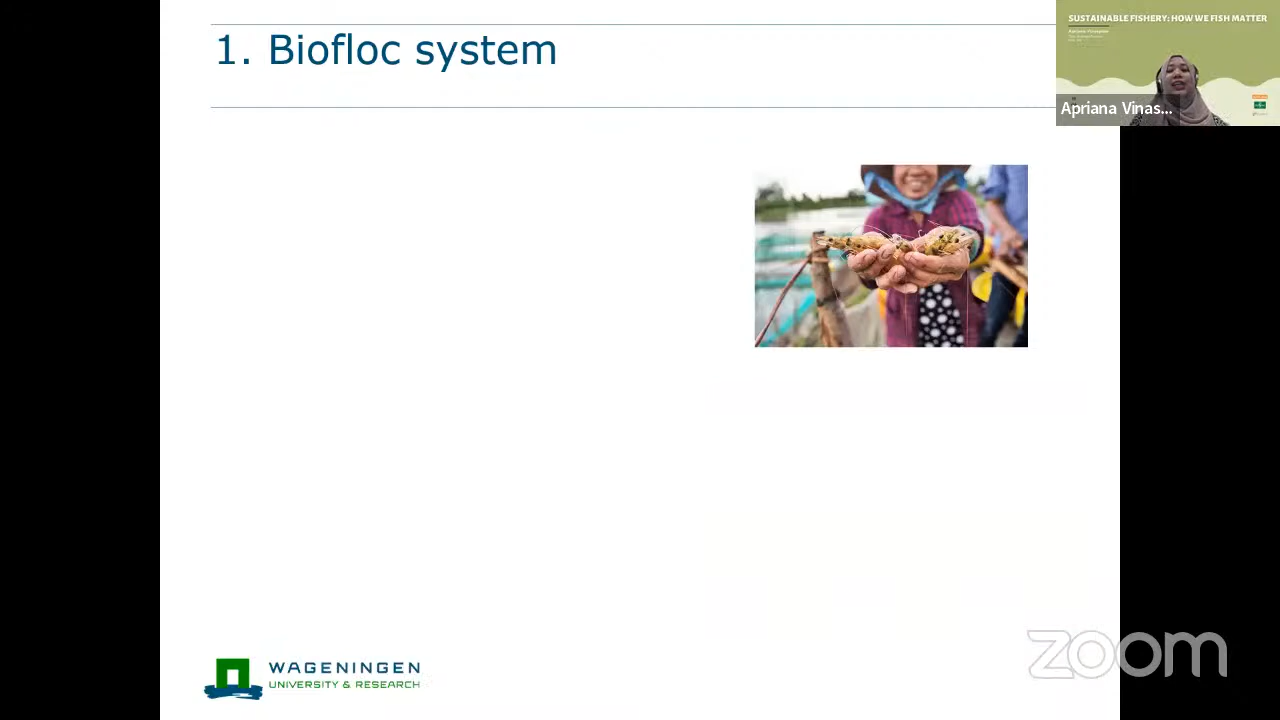 1. Biofloc system
SUSTAINABLE FISHERY: HOW WE FISH MATTER
Apriana Vinas...
WAGENINGEN
UNIVERSITY & RESEARCH
zoom